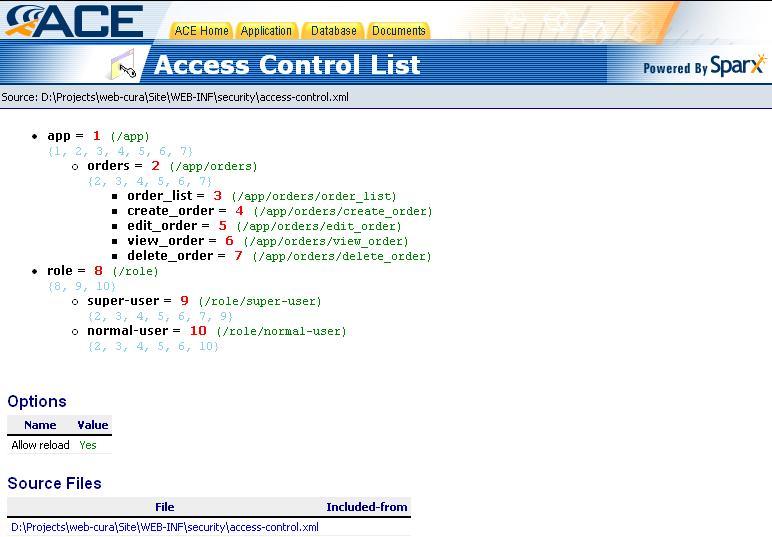 ACE
ACE Home Application Database Documents
Access Control List
Powered By Sparx
Source: D:\Projects\web-cura\Site\WEB-INF\security\access-control.xml
app = 1 (/app)
{1, 2, 3, 4, 5, 6, 7}
orders = 2 (/app/orders)
{2, 3, 4, 5, 6, 7}
order_list = 3 (/app/orders/order_list)
create_order = 4 (/app/orders/create_order)
edit_order = 5 (/app/orders/edit_order)
view_order = 6 (/app/orders/view_order)
delete_order = 7 (/app/orders/delete_order)
role = 8 (/role)
{8, 9, 10}
super-user = 9 (/role/super-user)
{2, 3, 4, 5, 6, 7, 9}
normal-user = 10 (/role/normal-user)
{2, 3, 4, 5, 6, 10}
Options
Name Value
Allow reload Yes
Source Files
File Included-from
D:\Projects\web-cura\Site\WEB-INF\security\access-control.xml